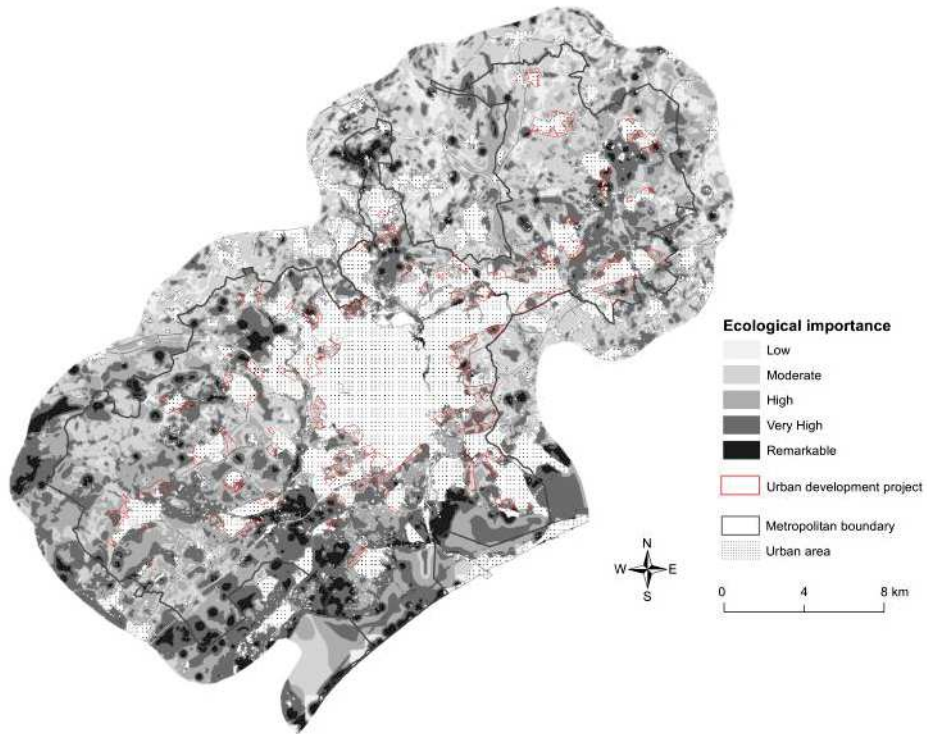 Ecological importance
Low
Moderate
High
Very High
Remarkable
Urban development project
Metropolitan boundary
Urban area
N
W E
S
0 4 8 km